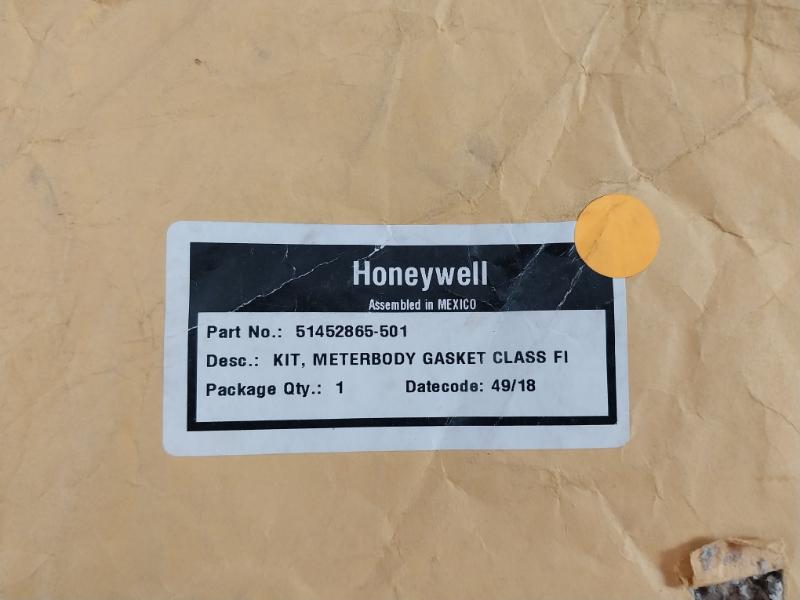 Honeywell
Assembled in MEXICO
Part No.: 51452865-501
Desc.: KIT, METERBODY GASKET CLASS FI
Package Qty.: 1 Datecode: 49/18